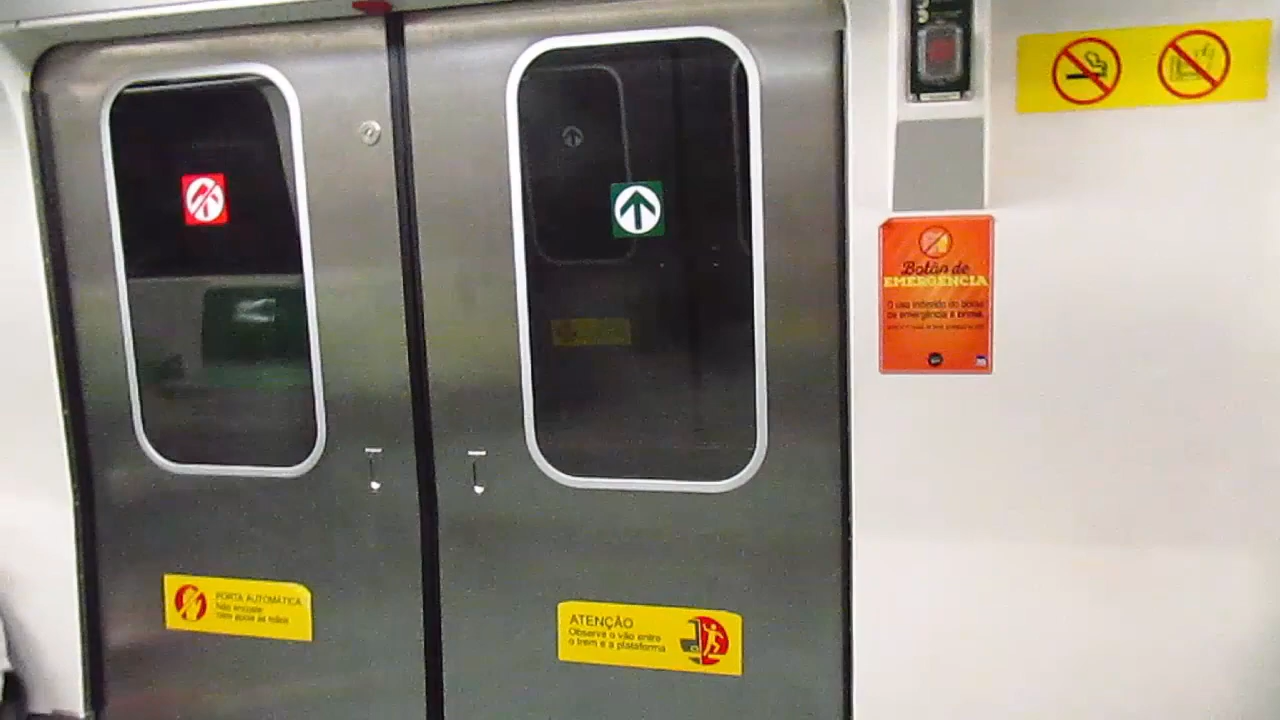 Botão de
EMERGÊNCIA
O uso indevido do botão
de emergência é crime.
PORTA AUTOMÁTICA
Não encoste
nem apoie as mãos
ATENÇÃO
Observe o vão entre
o trem e a plataforma